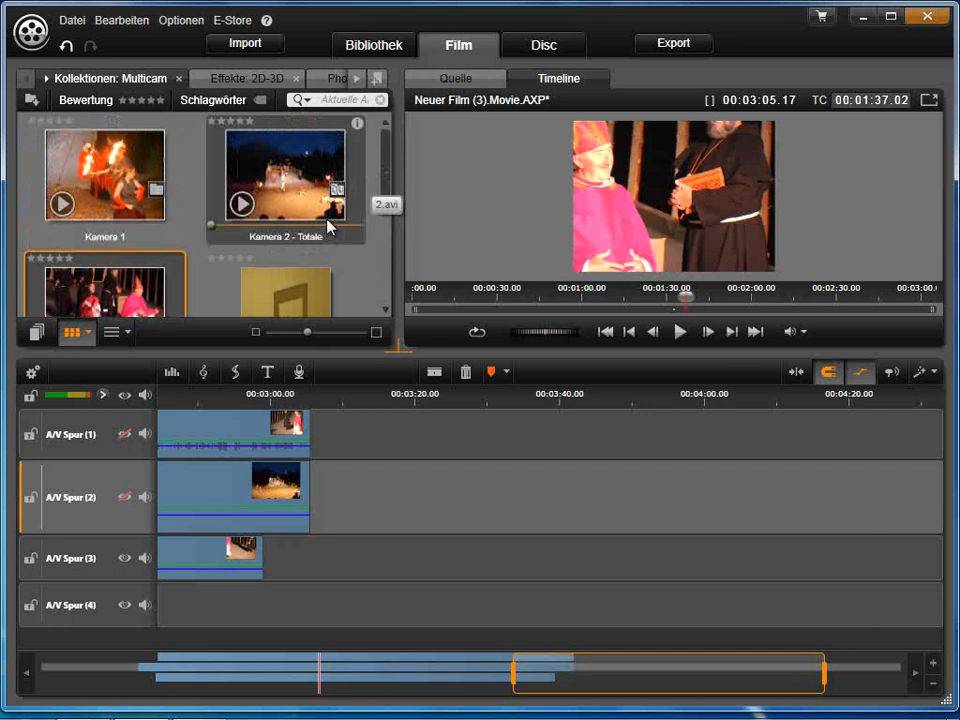 Datei Bearbeiten Optionen E-Store ?
Import Bibliothek Film Disc Export
Kollektionen: Multicam × Effekte: 2D-3D × Pho
Quelle Timeline
Bewertung Schlagwörter Aktuelle A
Neuer Film (3).Movie.AXP* [] 00:03:05.17 TC 00:01:37.02
2.avi
Kamera 1 Kamera 2 - Totale
:00.00 00:00:30.00 00:01:00.00 00:01:30.00 00:02:00.00 00:02:30.00 00:03:0
00:03:00.00 00:03:20.00 00:03:40.00 00:04:00.00 00:04:20.00
A/V Spur (1)
A/V Spur (2)
A/V Spur (3)
A/V Spur (4)